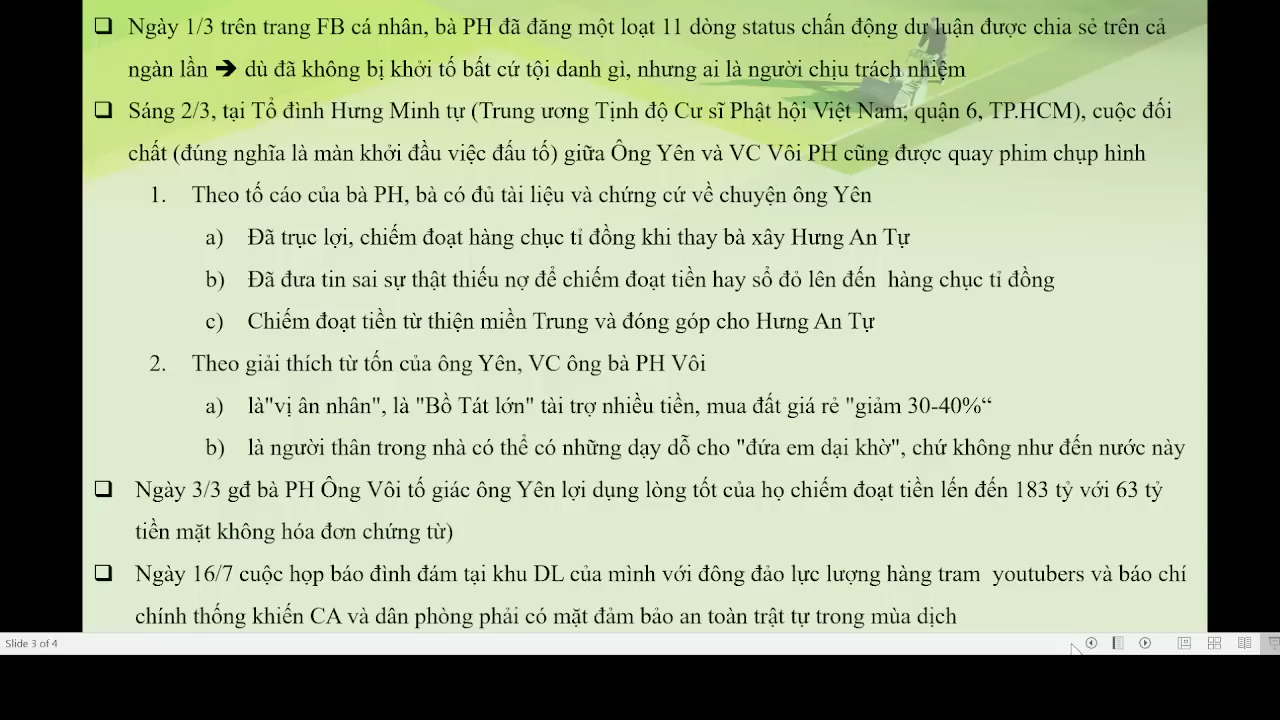 ❑ Ngày 1/3 trên trang FB cá nhân, bà PH đã đăng một loạt 11 dòng status chấn động dư luận được chia sẻ trên cả
ngàn lần ➔ dù đã không bị khởi tố bất cứ tội danh gì, nhưng ai là người chịu trách nhiệm
❑ Sáng 2/3, tại Tổ đình Hưng Minh tự (Trung ương Tịnh độ Cư sĩ Phật hội Việt Nam, quận 6, TP.HCM), cuộc đối
chất (đúng nghĩa là màn khởi đầu việc đấu tố) giữa Ông Yên và VC Vôi PH cũng được quay phim chụp hình
1. Theo tố cáo của bà PH, bà có đủ tài liệu và chứng cứ về chuyện ông Yên
a) Đã trục lợi, chiếm đoạt hàng chục tỉ đồng khi thay bà xây Hưng An Tự
b) Đã đưa tin sai sự thật thiếu nợ để chiếm đoạt tiền hay sổ đỏ lên đến hàng chục tỉ đồng
c) Chiếm đoạt tiền từ thiện miền Trung và đóng góp cho Hưng An Tự
2. Theo giải thích từ tốn của ông Yên, VC ông bà PH Vôi
a) là"vị ân nhân", là "Bồ Tát lớn" tài trợ nhiều tiền, mua đất giá rẻ "giảm 30-40%“
b) là người thân trong nhà có thể có những dạy dỗ cho "đứa em dại khờ", chứ không như đến nước này
❑ Ngày 3/3 gđ bà PH Ông Vôi tố giác ông Yên lợi dụng lòng tốt của họ chiếm đoạt tiền lến đến 183 tỷ với 63 tỷ
tiền mặt không hóa đơn chứng từ)
❑ Ngày 16/7 cuộc họp báo đình đám tại khu DL của mình với đông đảo lực lượng hàng tram youtubers và báo chí
chính thống khiến CA và dân phòng phải có mặt đảm bảo an toàn trật tự trong mùa dịch
Slide 3 of 4